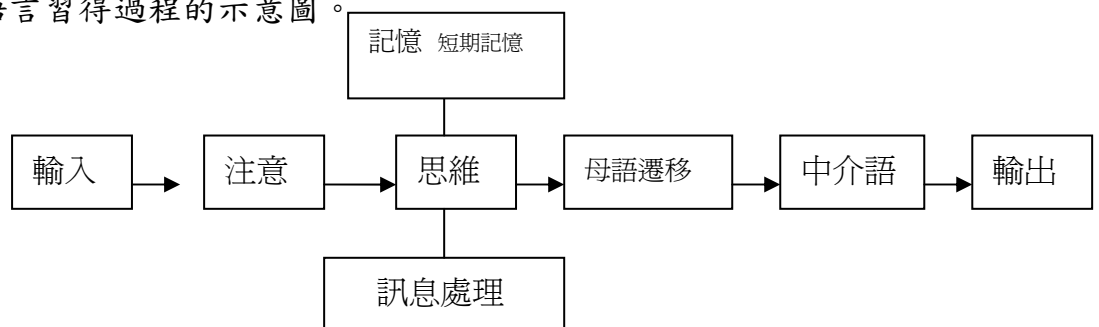 語言習得過程的示意圖。
記憶 短期記憶
輸入
注意
思維
母語遷移
中介語
輸出
訊息處理